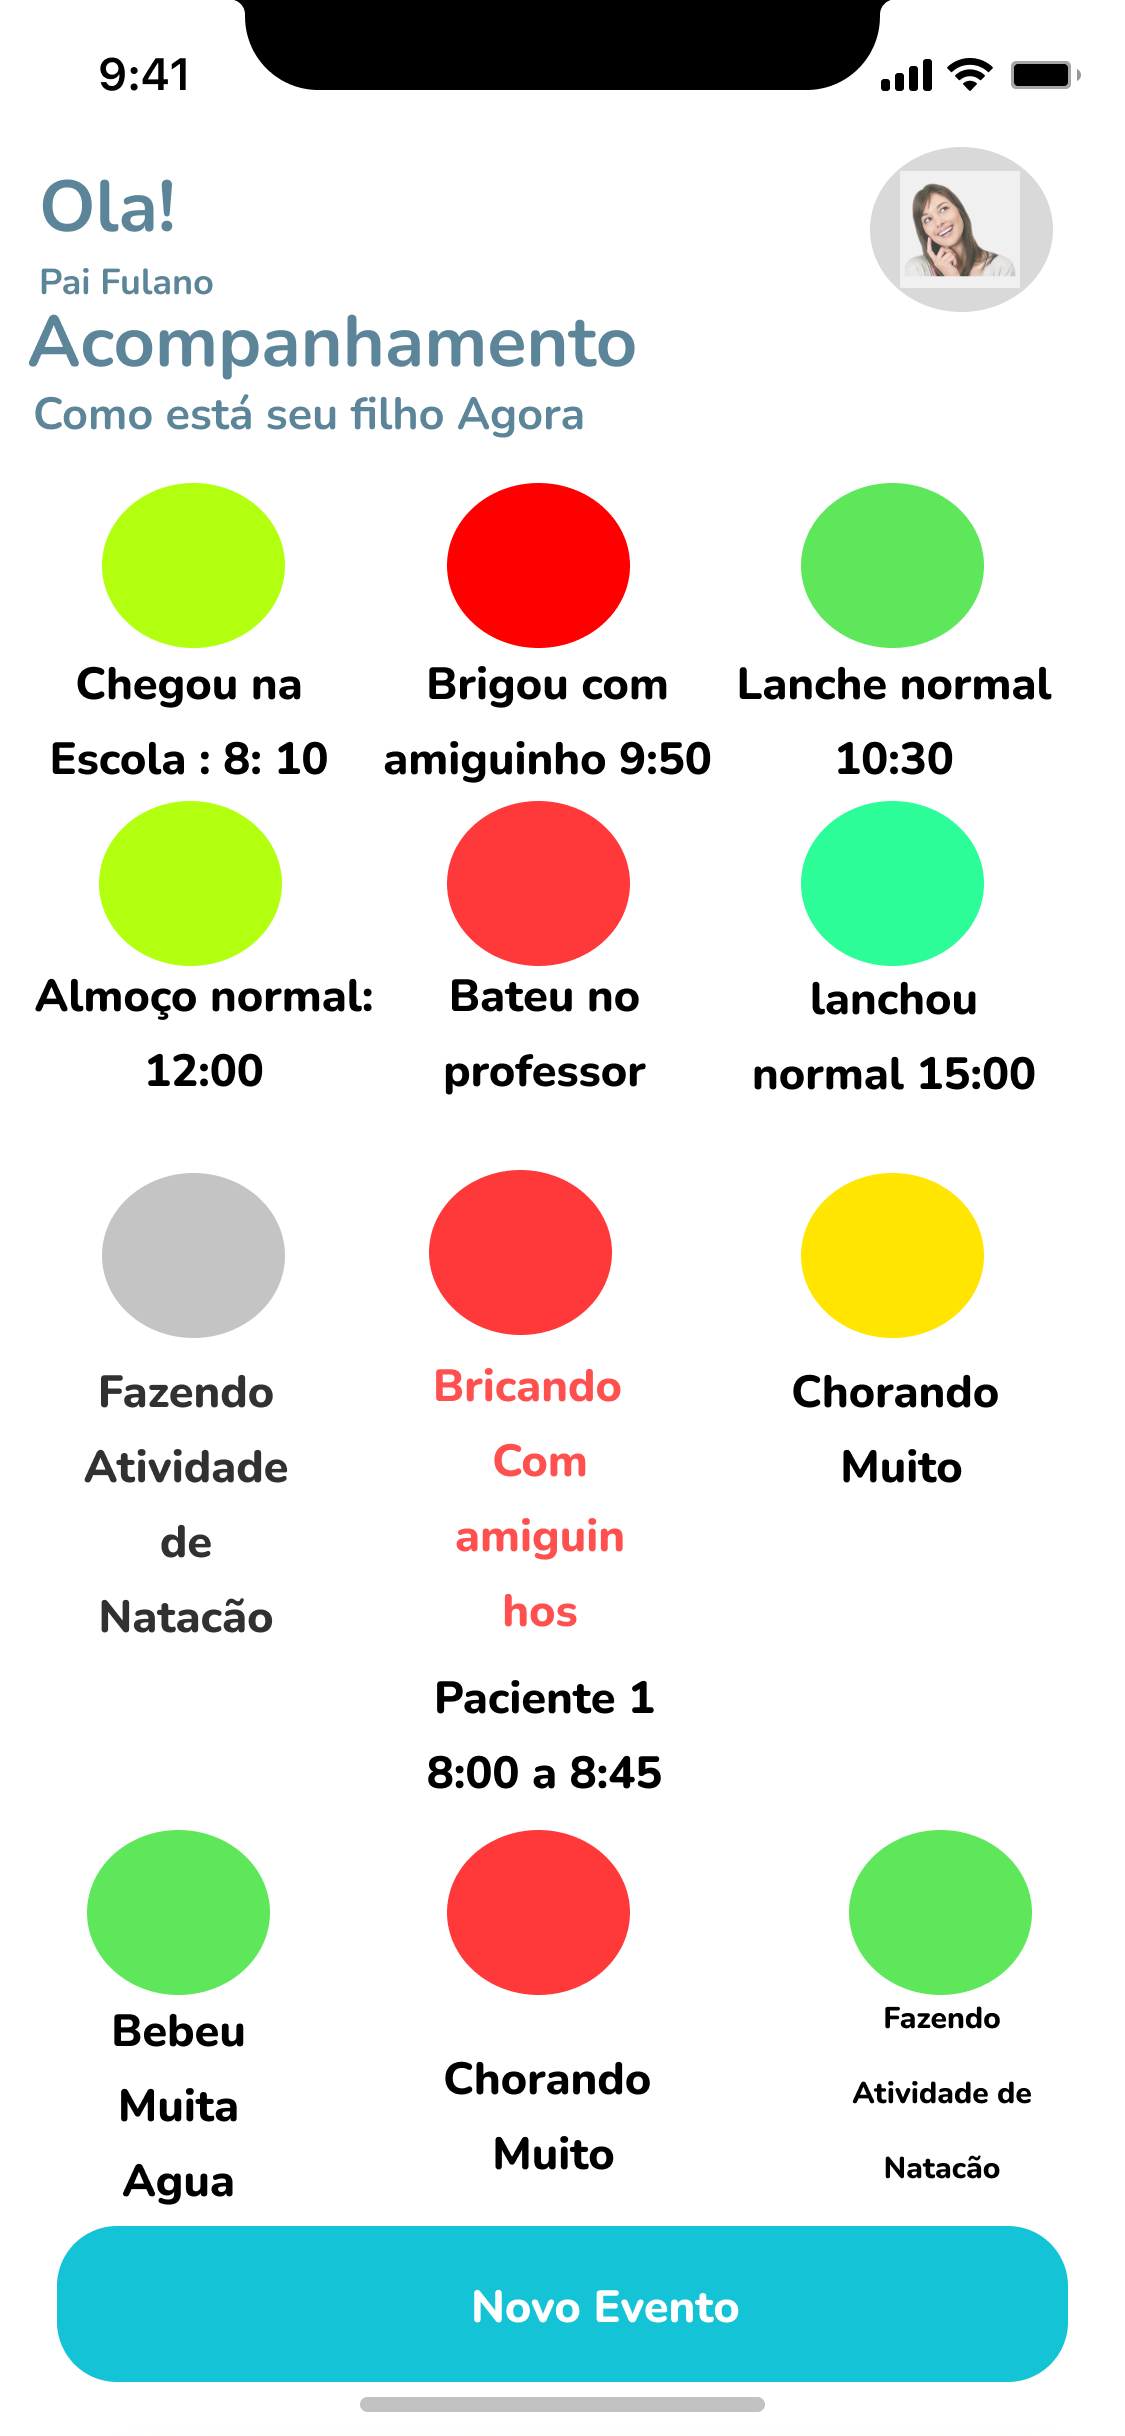 9:41
Ola!
Pai Fulano
Acompanhamento
Como está seu filho Agora
Chegou na
Escola : 8: 10
Brigou com
amiguinho 9:50
Lanche normal
10:30
Almoço normal:
12:00
Bateu no
professor
lanchou
normal 15:00
Fazendo
Atividade
de
Natacão
Bricando
Com
amiguin
hos
Chorando
Muito
Paciente 1
8:00 a 8:45
Bebeu
Muita
Agua
Chorando
Muito
Fazendo
Atividade de
Natacão
Novo Evento